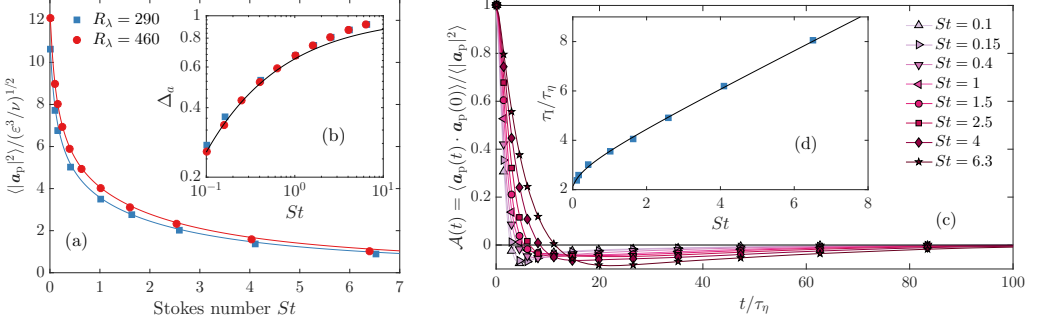 R_λ = 290
R_λ = 460
⟨|a_p|²⟩/(ε³/ν)^{1/2}
12
10
8
6
4
2
0
(a)
0 1 2 3 4 5 6 7
Stokes number St
Δ_a
1
0.4
0.2
(b)
10^{-1} 10^0 10^1
St
𝒜(t) = ⟨a_p(t) · a_p(0)⟩/⟨|a_p|²⟩
1
0.8
0.6
0.4
0.2
0
(c)
0 20 40 60 80 100
t/τ_η
τ_I/τ_η
8
6
4
2
(d)
0 2 4 6 8
St
St = 0.1
St = 0.15
St = 0.4
St = 1
St = 1.5
St = 2.5
St = 4
St = 6.3